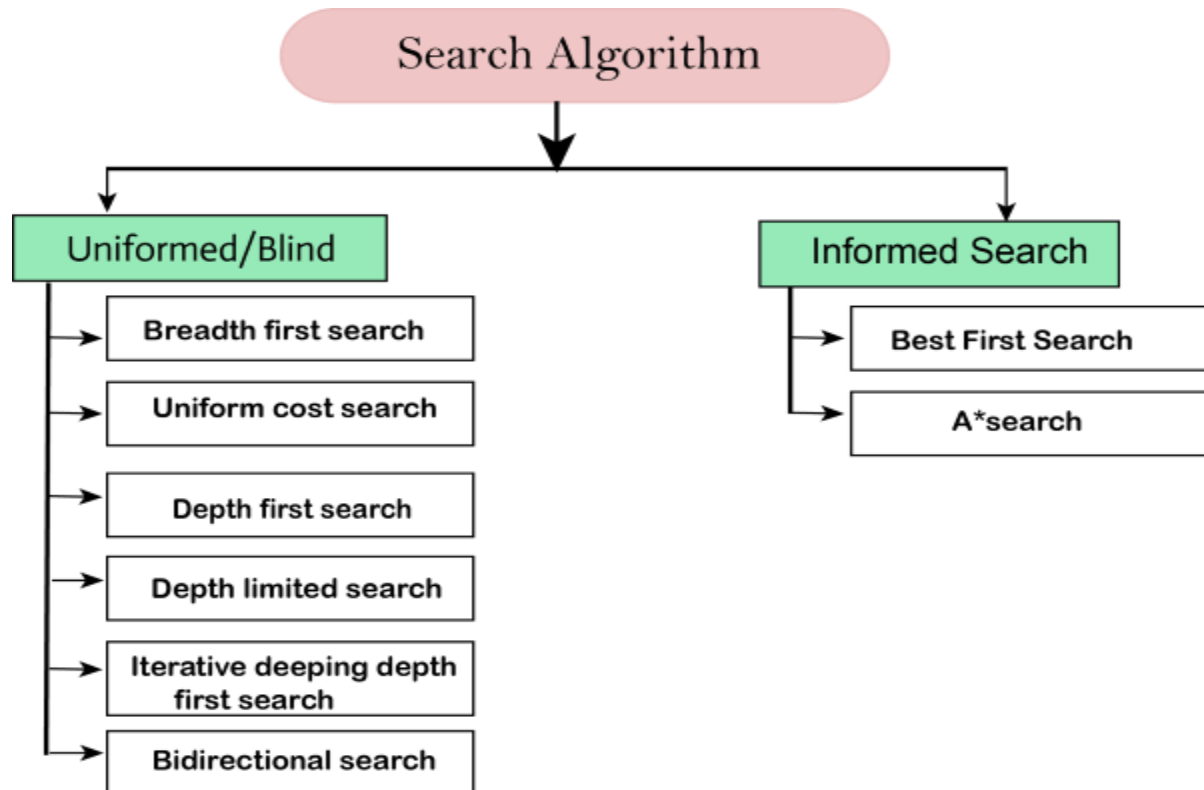 Search Algorithm
Uniformed/Blind
Breadth first search
Uniform cost search
Depth first search
Depth limited search
Iterative deeping depth
first search
Bidirectional search
Informed Search
Best First Search
A*search